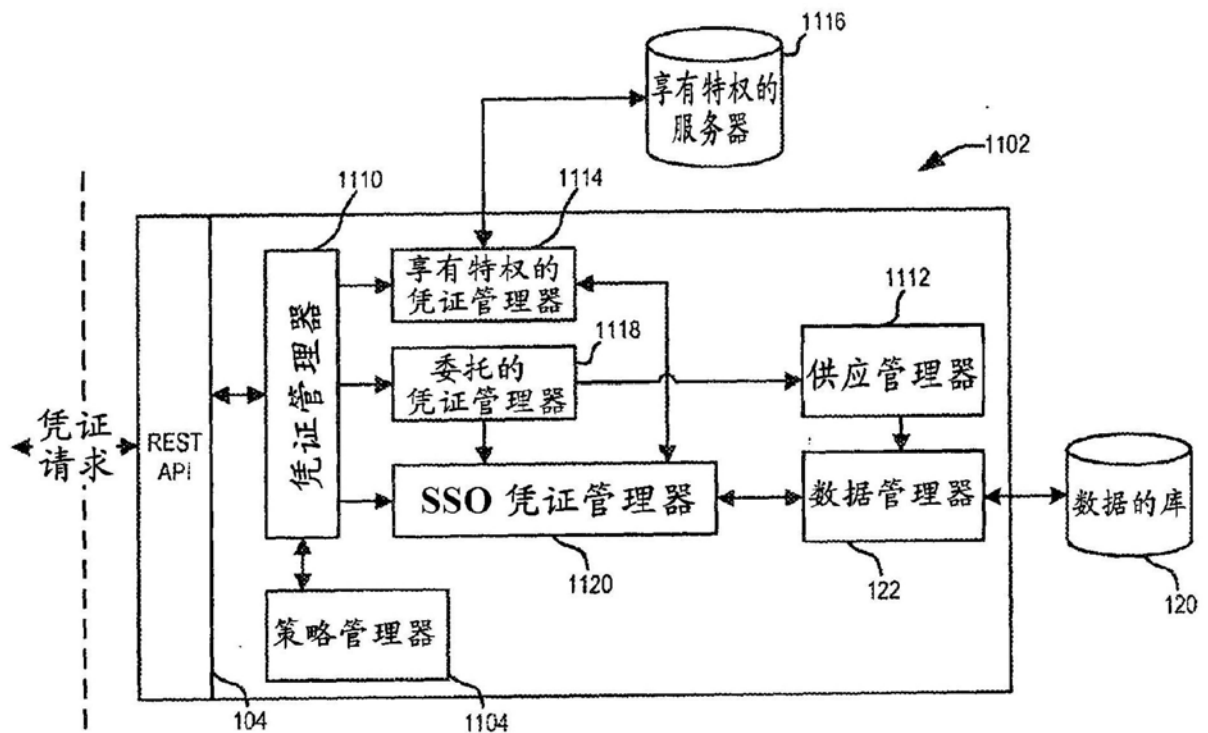 1116
享有特权的
服务器
1102
1110
1114
享有特权的
凭证管理器
1112
1118
委托的
凭证管理器
供应管理器
凭证管理器
凭证
请求
REST
API
SSO 凭证管理器
数据管理器
数据的库
1120
122
120
策略管理器
104
1104